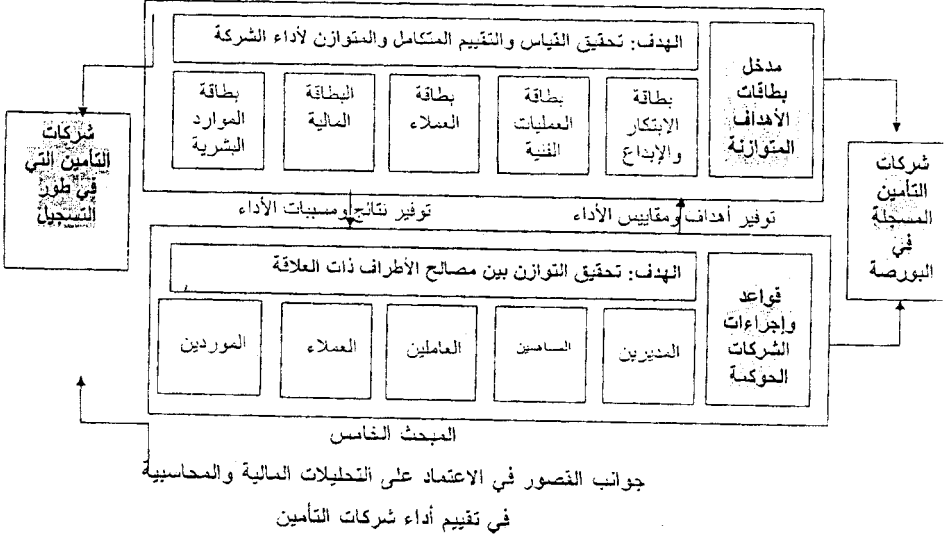 الهدف: تحقيق القياس والتقييم المتكامل والمتوازن لأداء الشركة
مدخل
بطاقات
الأهداف
المتوازنة
بطاقة
الابتكار
والإبداع
بطاقة
العمليات
الفنية
بطاقة
العملاء
البطاقة
المالية
بطاقة
الموارد
البشرية
شركات
التأمين
المسجلة
في
البورصة
شركات
التأمين التي
في طور
التسجيل
توفير أهداف ومقاييس الأداء
توفير نتائج ومسببات الأداء
الهدف: تحقيق التوازن بين مصالح الأطراف ذات العلاقة
قواعد
وإجراءات
الشركات
الحوكمة
المديرين
المساهمين
العاملين
العملاء
الموردين
المبحث الخامس
جوانب القصور في الاعتماد على التحليلات المالية والمحاسبية
في تقييم أداء شركات التأمين